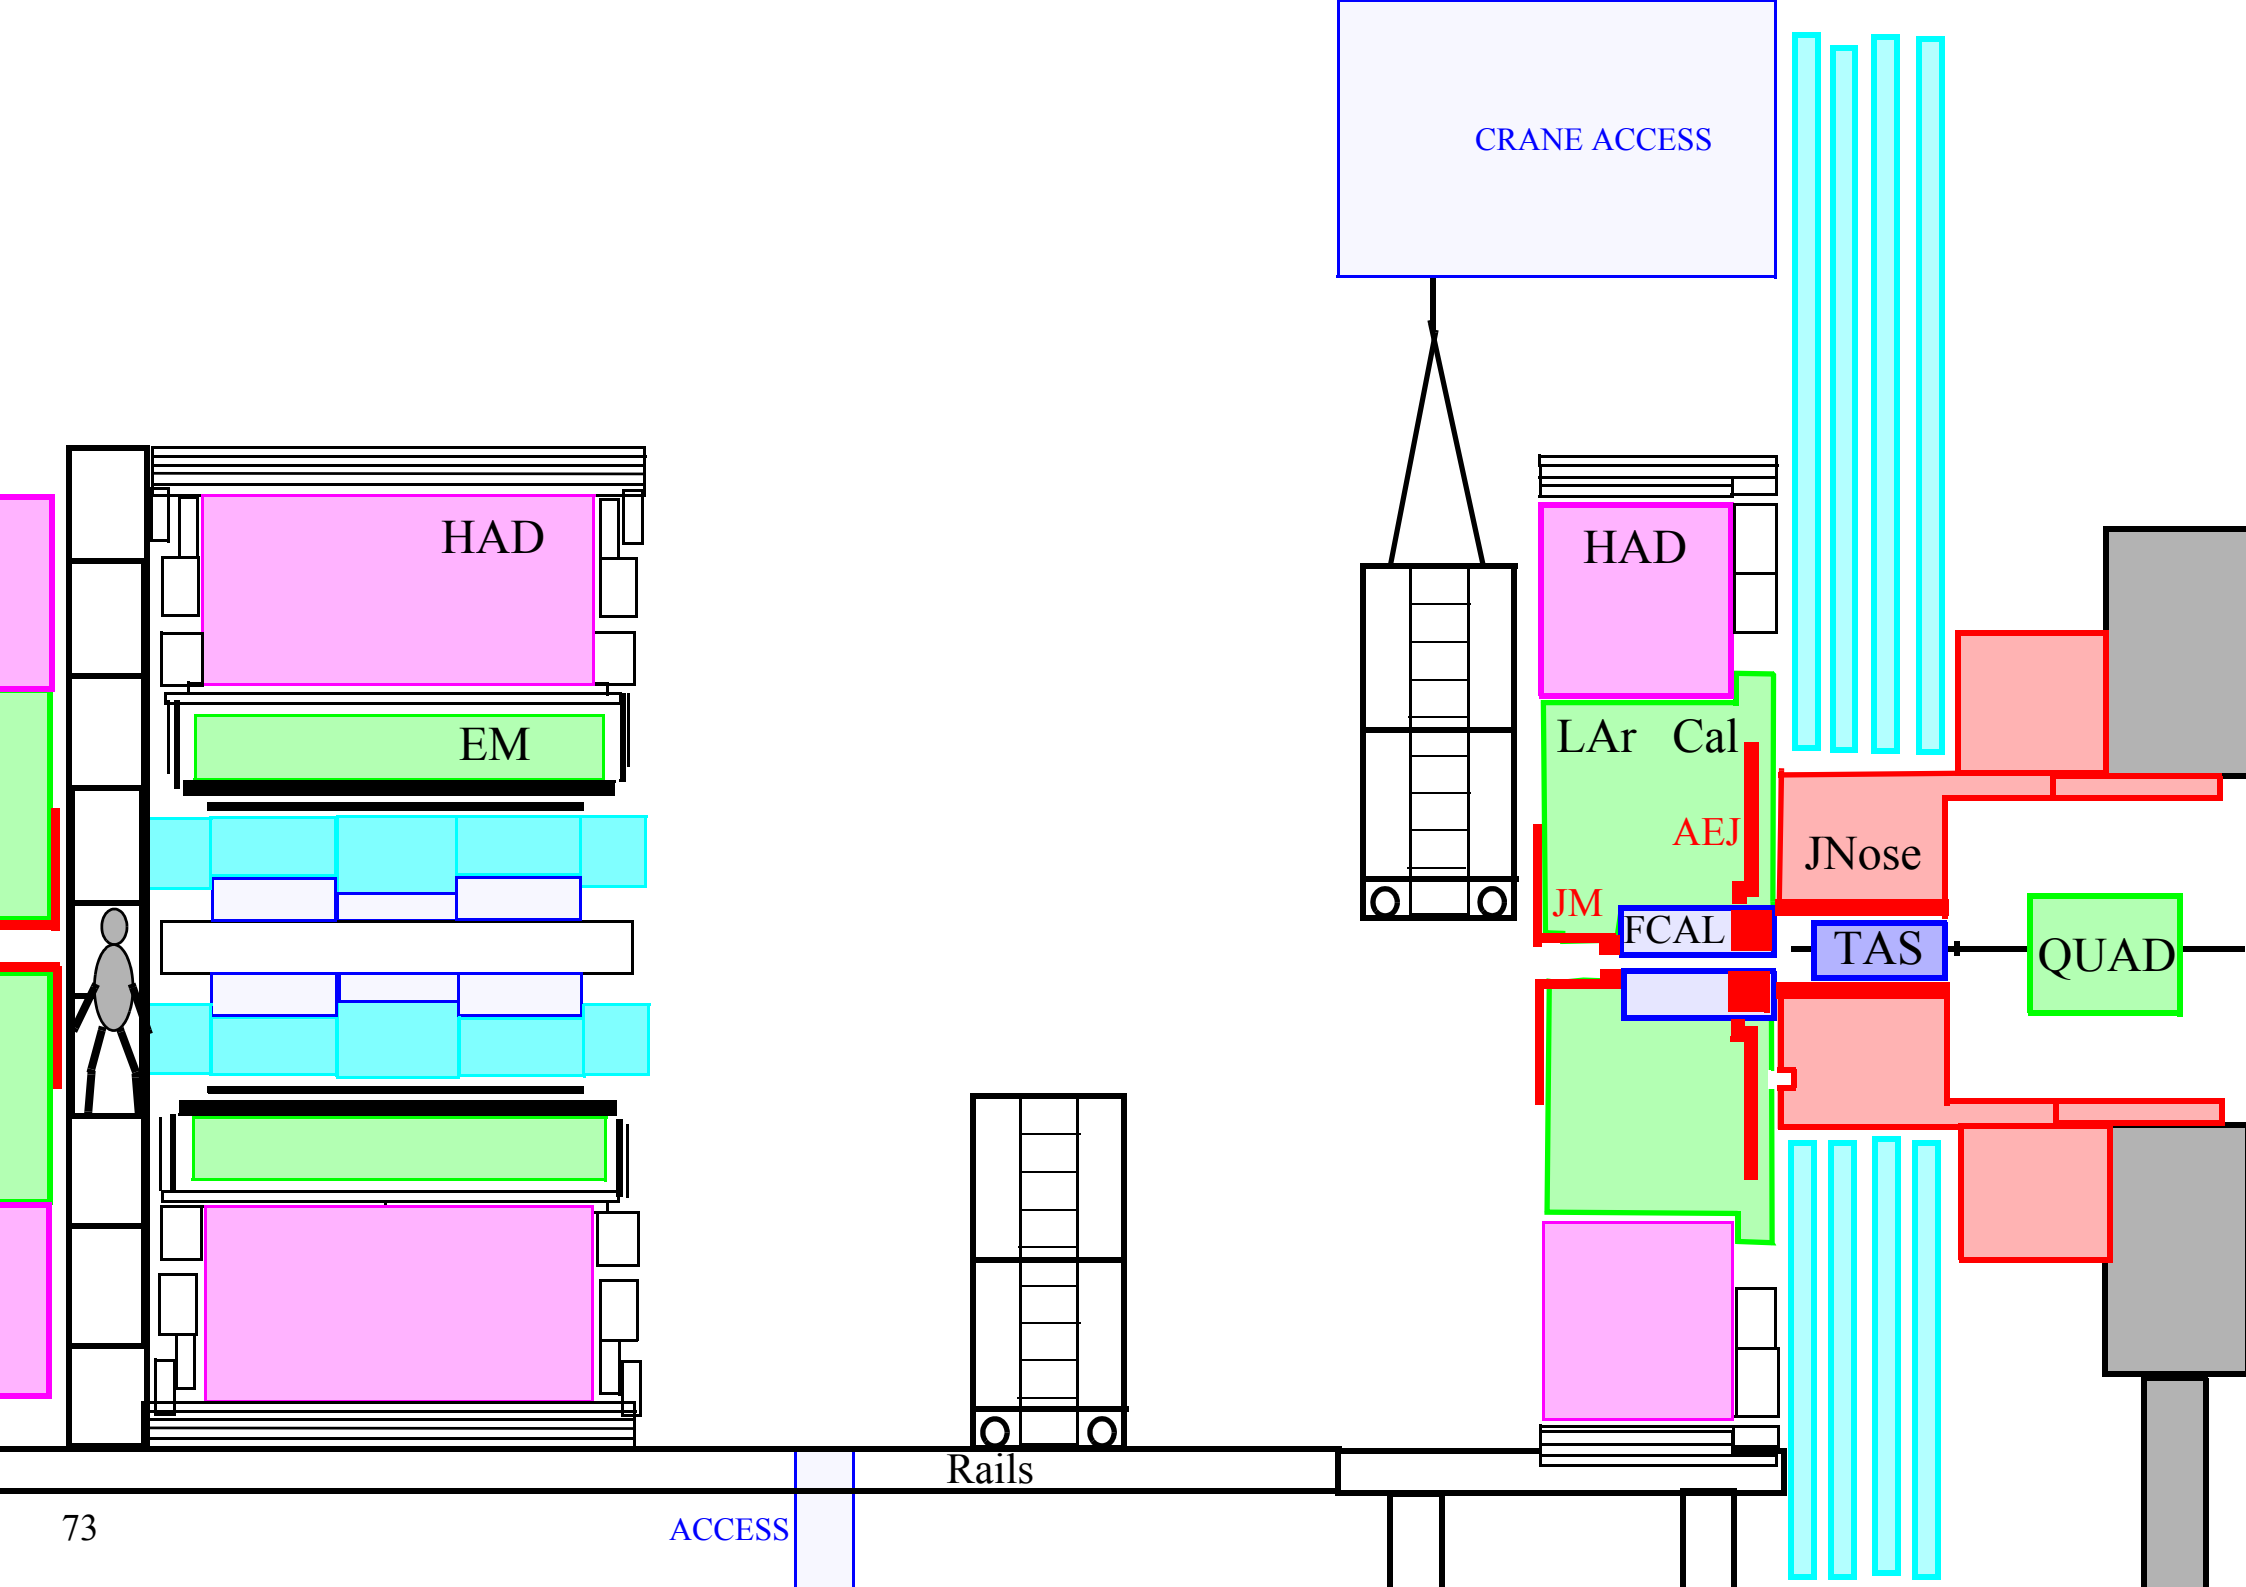 CRANE ACCESS
HAD
HAD
EM
LAr Cal
AEJ
JNose
JM
FCAL
TAS
QUAD
Rails
73
ACCESS